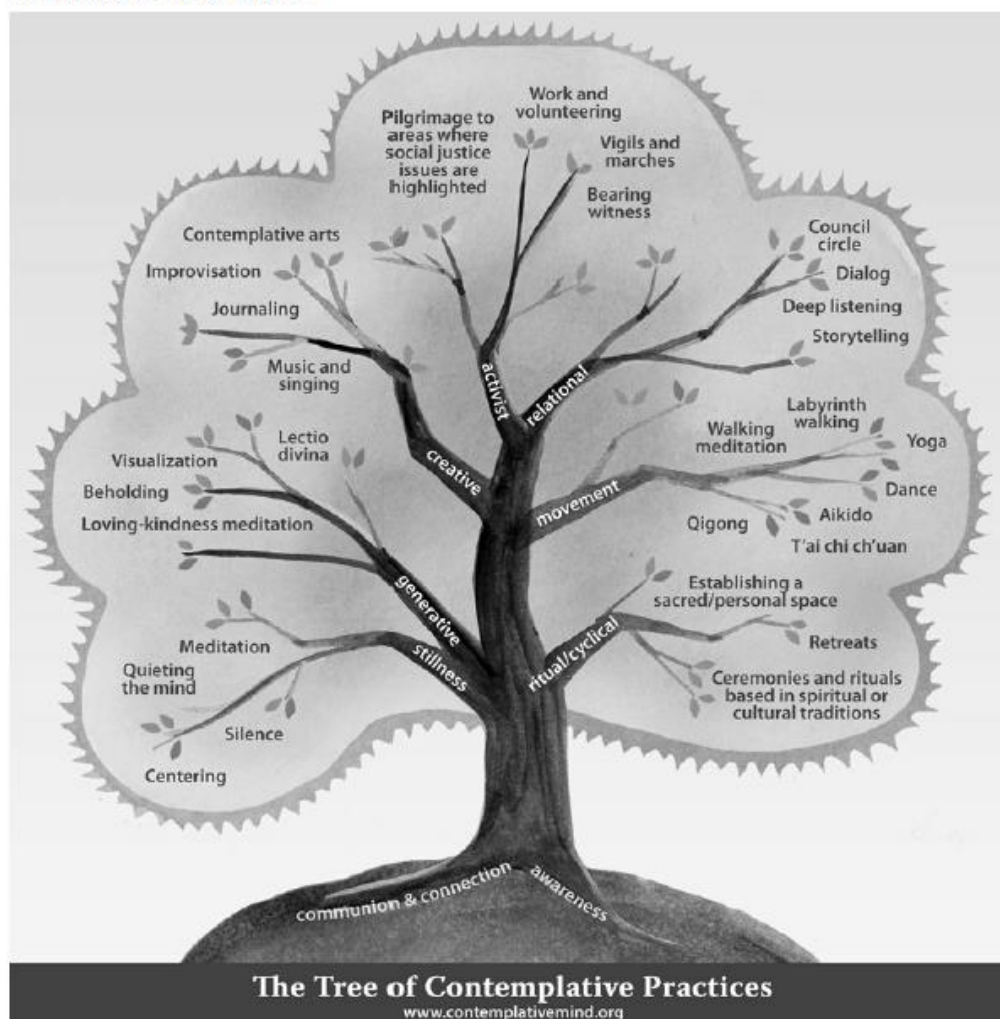 Work and
volunteering
Pilgrimage to
areas where
social justice
issues are
highlighted
Vigils and
marches
Bearing
witness
Contemplative arts
Improvisation
Journaling
Music and
singing
Council
circle
Dialog
Deep listening
Storytelling
activist
relational
creative
Labyrinth
walking
Walking
meditation
Yoga
Dance
Aikido
Qigong
T'ai chi ch'uan
movement
Lectio
divina
Visualization
Beholding
Loving-kindness meditation
generative
Establishing a
sacred/personal space
Retreats
Ceremonies and rituals
based in spiritual or
cultural traditions
ritual/cyclical
Meditation
Quieting
the mind
Silence
Centering
stillness
communion & connection
awareness
The Tree of Contemplative Practices
www.contemplativemind.org